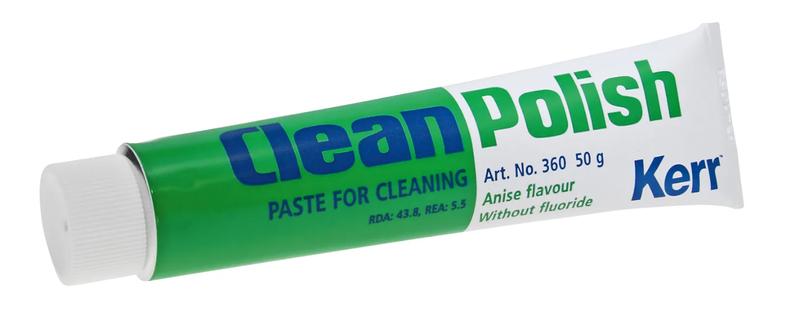 CleanPolish
PASTE FOR CLEANING
RDA: 43.8, REA: 5.5
Art. No. 360 50 g
Anise flavour
Without fluoride
Kerr